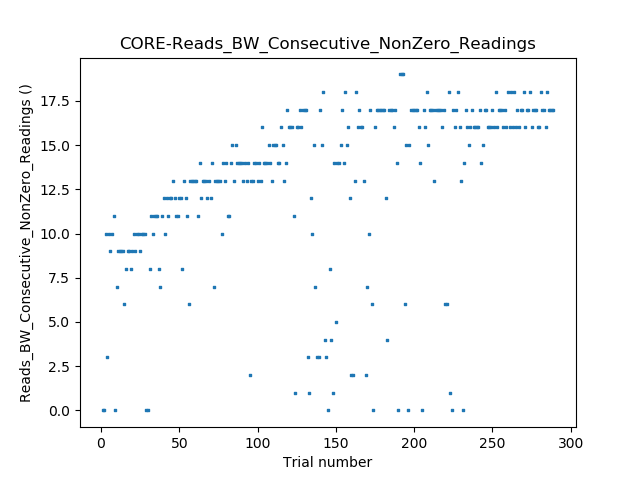 CORE-Reads_BW_Consecutive_NonZero_Readings
Reads_BW_Consecutive_NonZero_Readings ()
17.5
15.0
12.5
10.0
7.5
5.0
2.5
0.0
0 50 100 150 200 250 300
Trial number